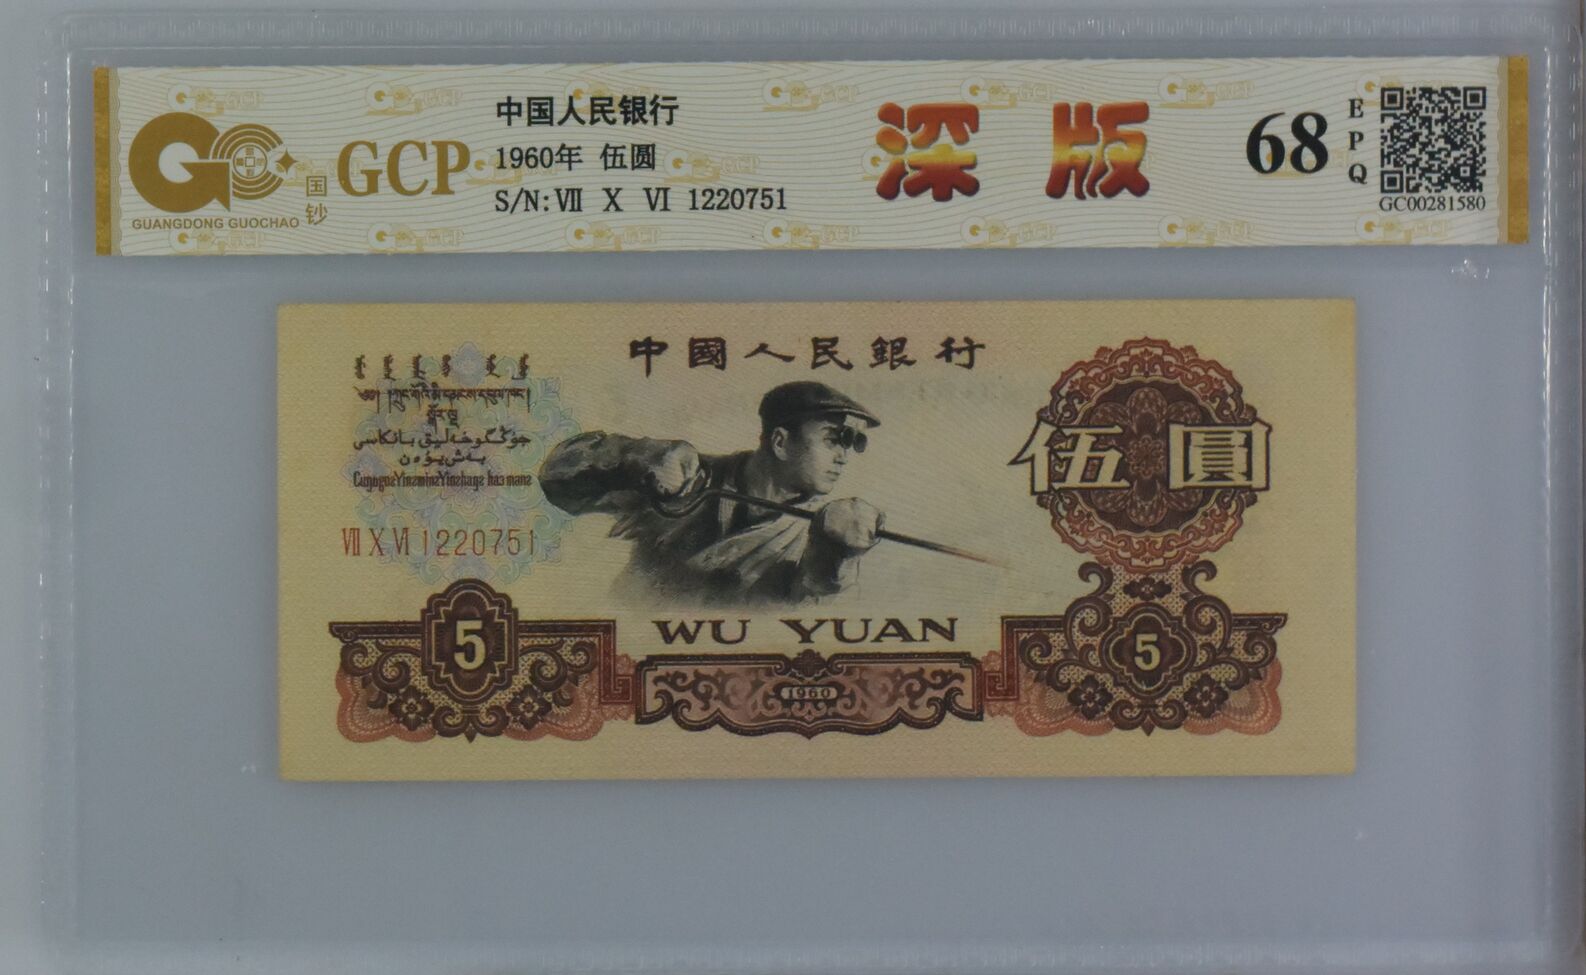 GUANGDONG GUOCHAO
国钞
GCP
中国人民银行
1960年 伍圆
S/N: Ⅶ Ⅹ Ⅵ 1220751
深版
68
EPQ
GC00281580
中國人民銀行
伍圓
Ⅶ Ⅹ Ⅵ 1220751
5
WU YUAN
1960
5